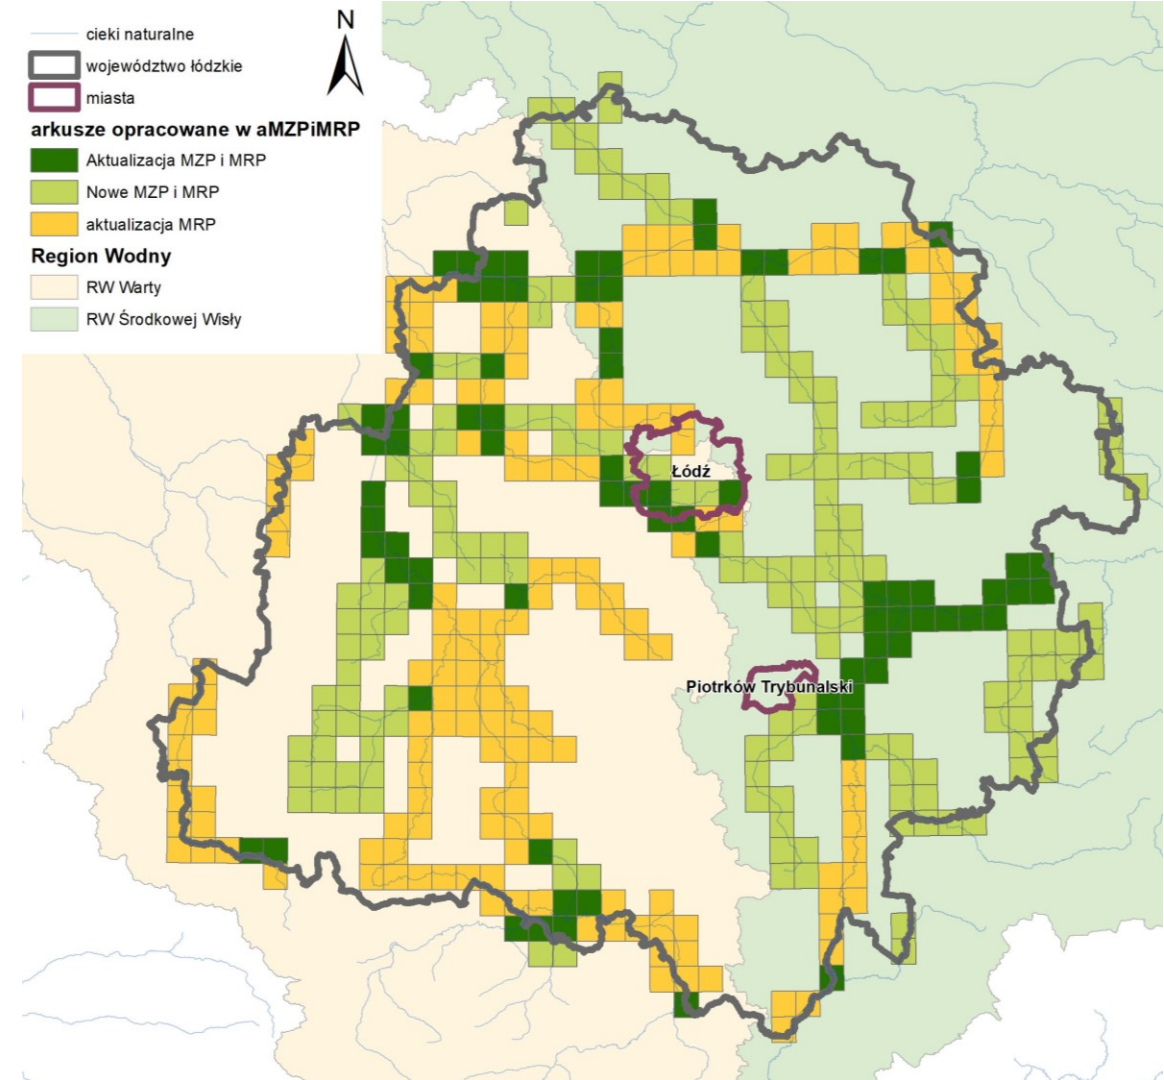 cieki naturalne
województwo łódzkie
miasta
arkusze opracowane w aMZPiMRP
Aktualizacja MZP i MRP
Nowe MZP i MRP
aktualizacja MRP
Region Wodny
RW Warty
RW Środkowej Wisły
N
Łódź
Piotrków Trybunalski